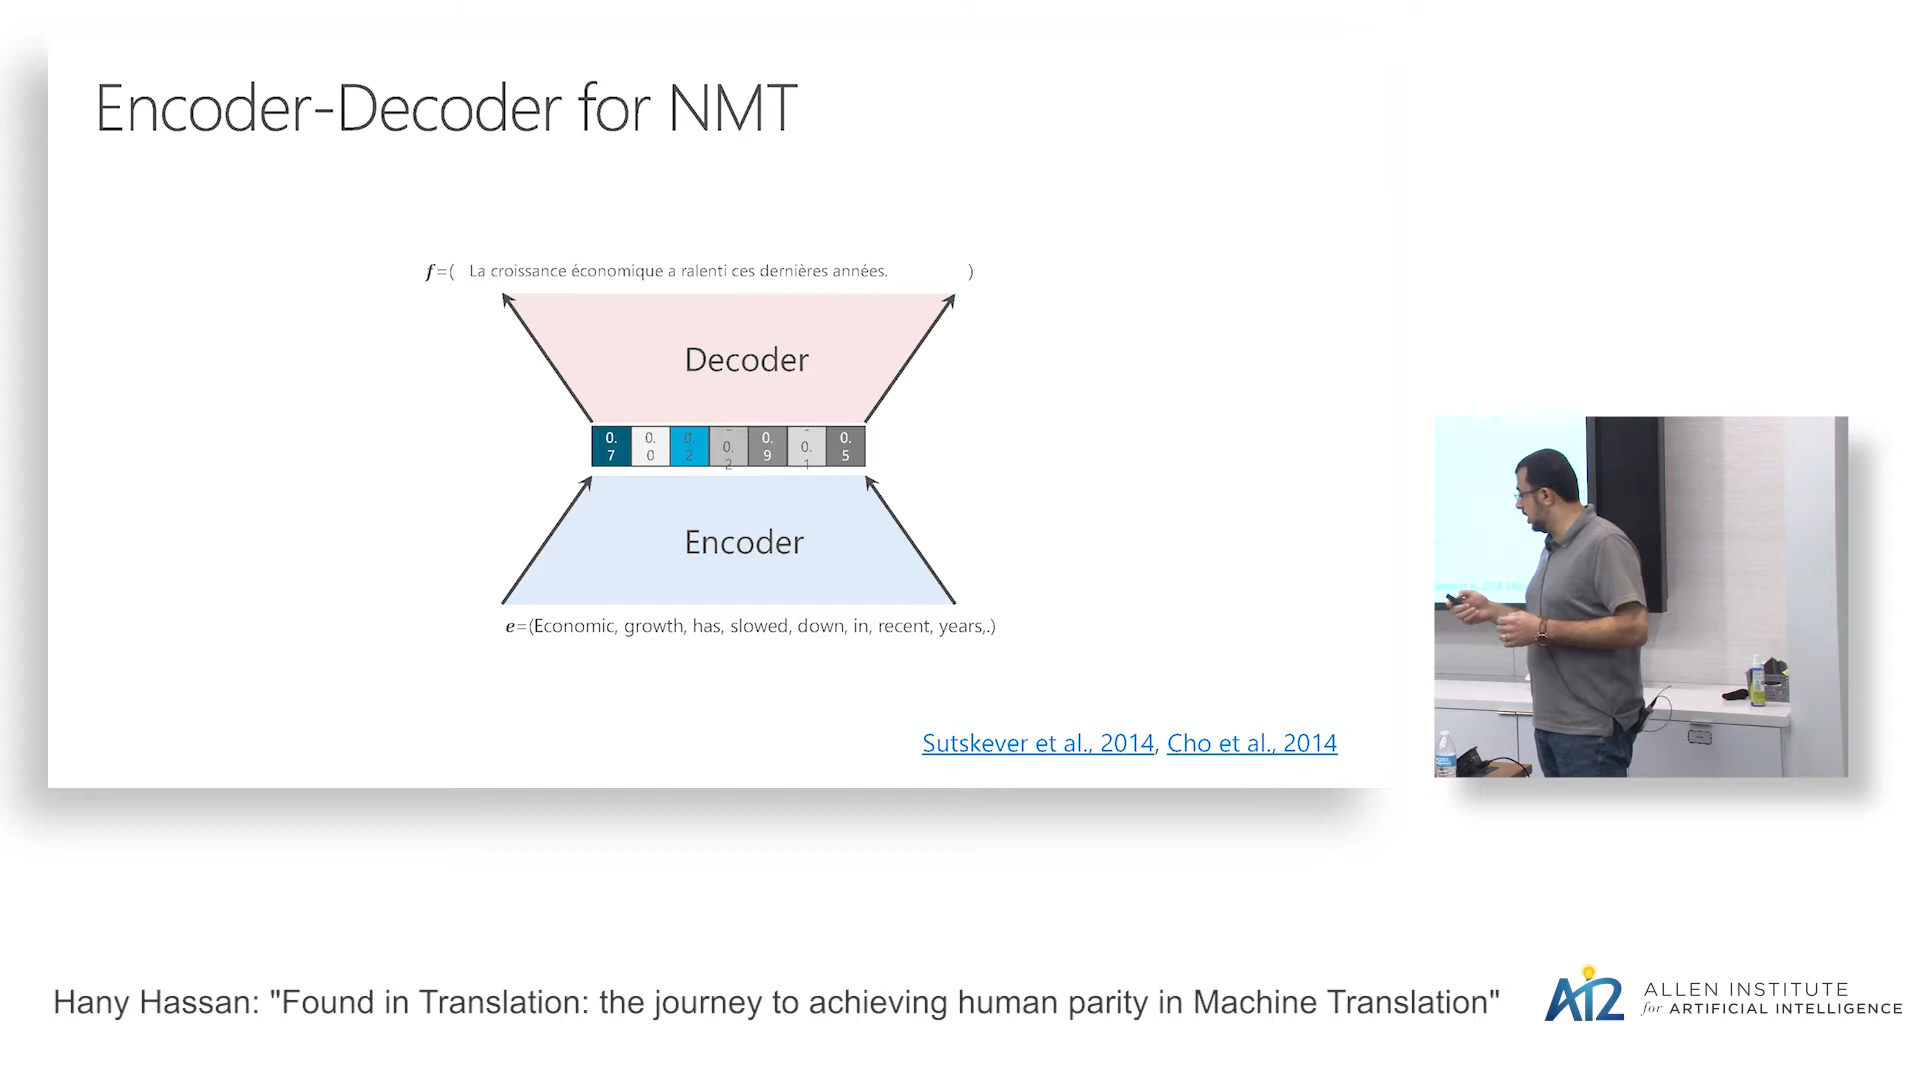 Encoder-Decoder for NMT
f=( La croissance économique a ralenti ces dernières années. )
Decoder
0.7 0.0 0.2 -0.2 0.9 -0.1 0.5
Encoder
e=(Economic, growth, has, slowed, down, in, recent, years,.)
Sutskever et al., 2014, Cho et al., 2014
Hany Hassan: "Found in Translation: the journey to achieving human parity in Machine Translation"
AI2
ALLEN INSTITUTE
for ARTIFICIAL INTELLIGENCE